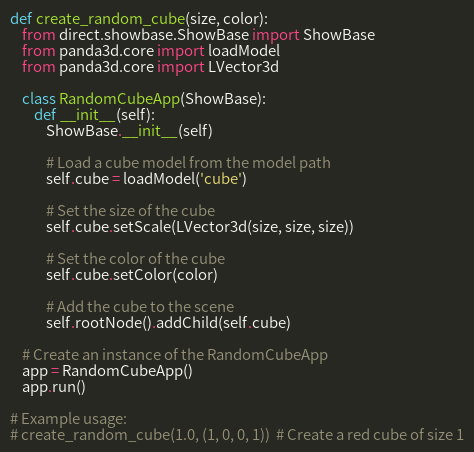 def create_random_cube(size, color):
    from direct.showbase.ShowBase import ShowBase
    from panda3d.core import loadModel
    from panda3d.core import LVector3d

    class RandomCubeApp(ShowBase):
        def __init__(self):
            ShowBase.__init__(self)

            # Load a cube model from the model path
            self.cube = loadModel('cube')

            # Set the size of the cube
            self.cube.setScale(LVector3d(size, size, size))

            # Set the color of the cube
            self.cube.setColor(color)

            # Add the cube to the scene
            self.rootNode().addChild(self.cube)

    # Create an instance of the RandomCubeApp
    app = RandomCubeApp()
    app.run()

# Example usage:
# create_random_cube(1.0, (1, 0, 0, 1))  # Create a red cube of size 1